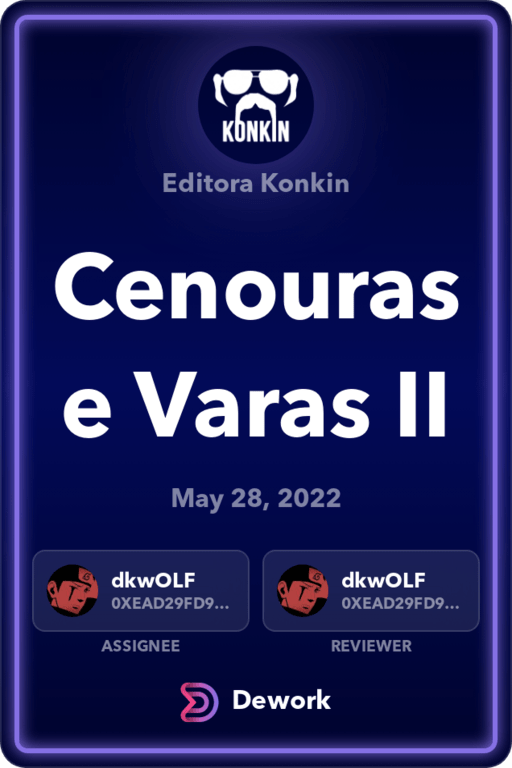 KONKIN
Editora Konkin
Cenouras
e Varas II
May 28, 2022
dkwOLF
0XEAD29FD9...
dkwOLF
0XEAD29FD9...
ASSIGNEE
REVIEWER
Dework